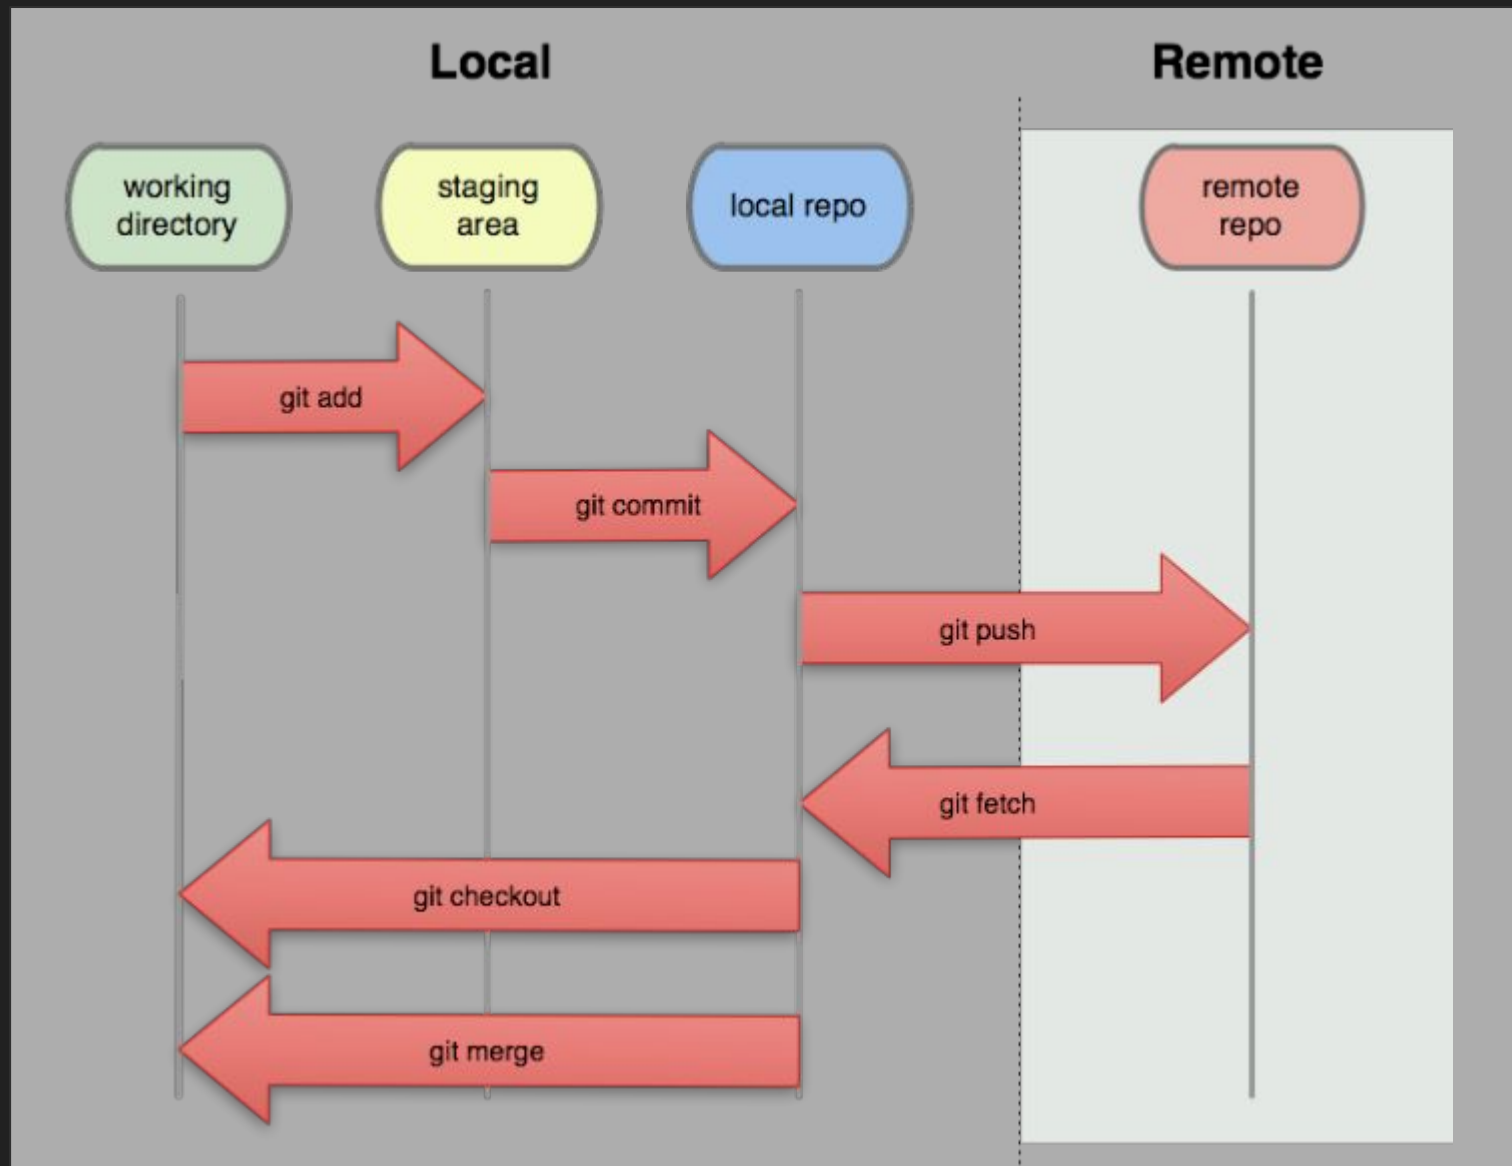 Local
Remote
working
directory
staging
area
local repo
remote
repo
git add
git commit
git push
git fetch
git checkout
git merge